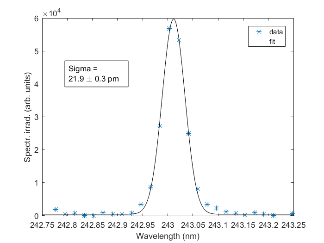 ×10⁴
6
5
4
3
2
1
0
Spectr. irrad. (arb. units)
Sigma =
21.9 ± 0.3 pm
data
fit
242.75 242.8 242.85 242.9 242.95 243 243.05 243.1 243.15 243.2 243.25
Wavelength (nm)